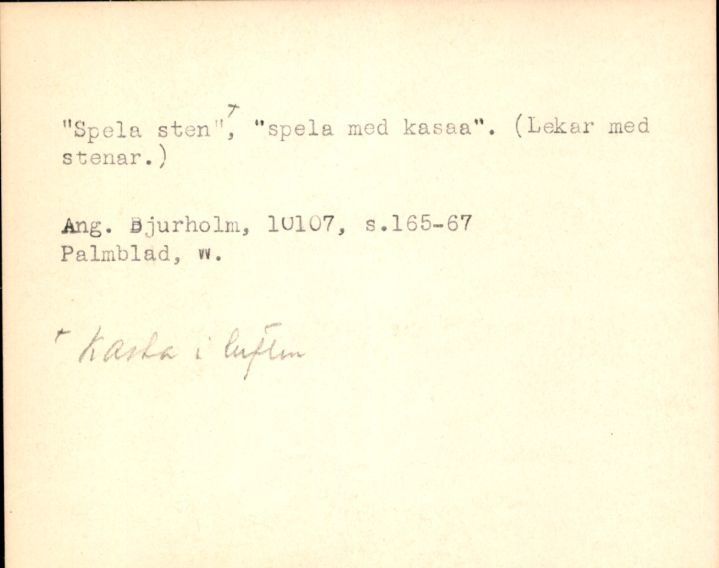 "Spela sten"⁺, "spela med kasaa". (Lekar med
stenar.)
Ang. Bjurholm, 10107, s.165-67
Palmblad, W.
⁺ Kasta i luften